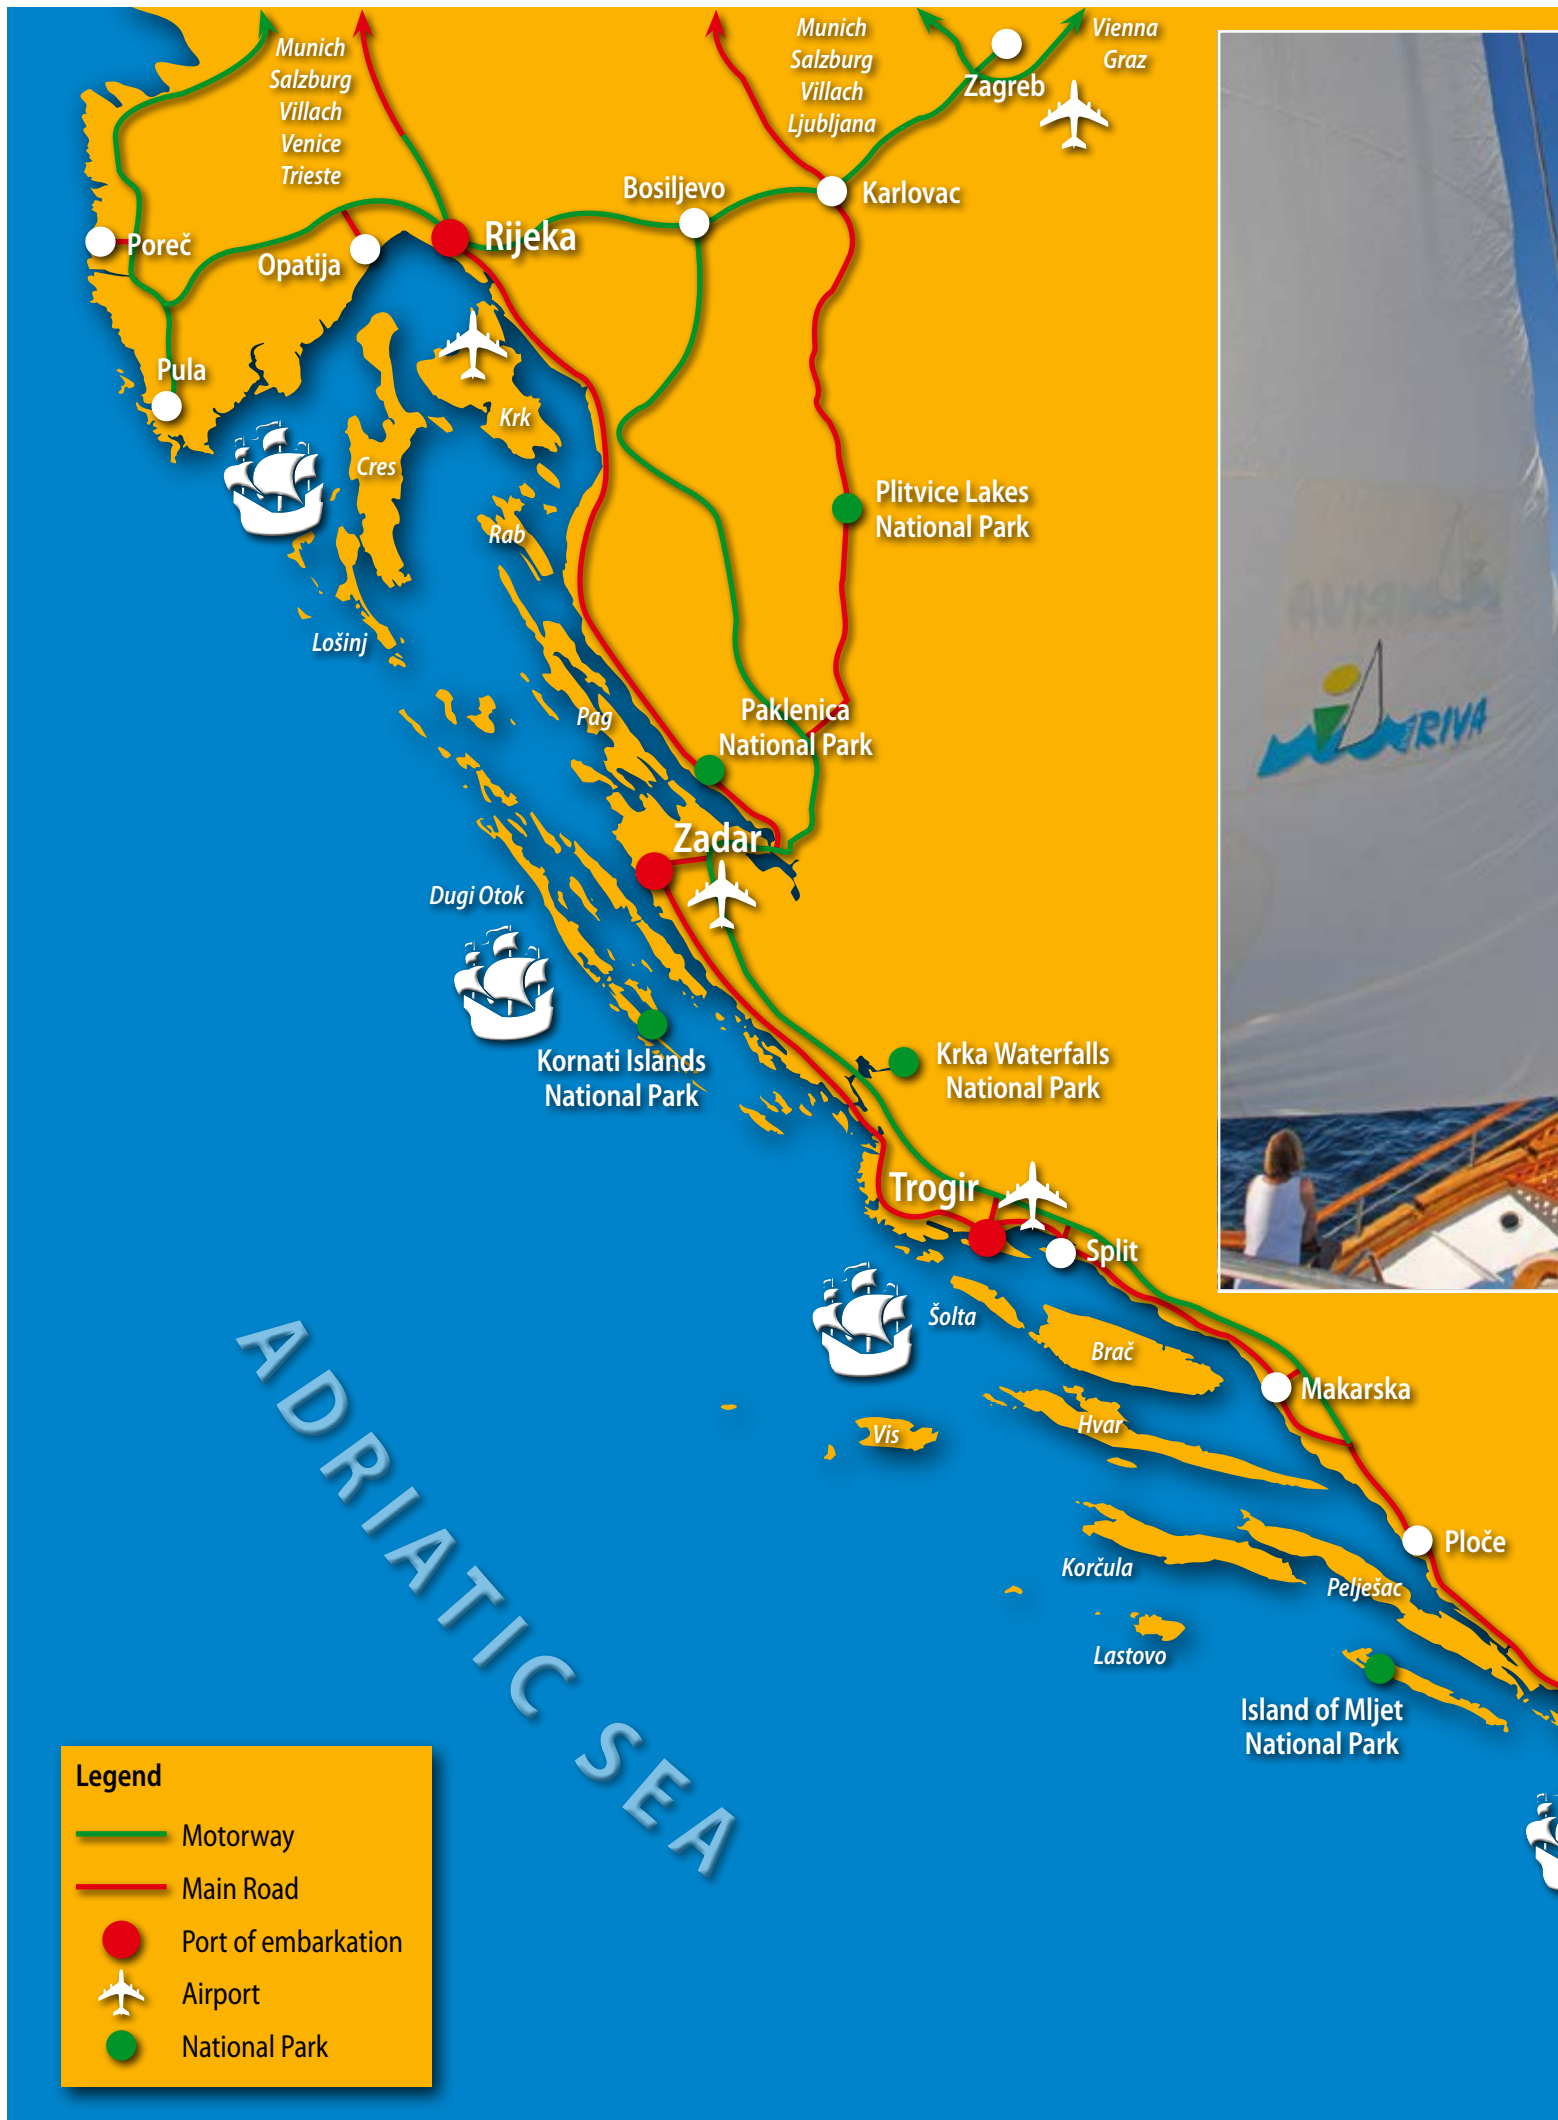 Munich
Salzburg
Villach
Venice
Trieste
Munich
Salzburg
Villach
Ljubljana
Vienna
Graz
Zagreb
Bosiljevo
Karlovac
Poreč
Opatija
Rijeka
Pula
Krk
Cres
Rab
Plitvice Lakes
National Park
Lošinj
Pag
Paklenica
National Park
RIVA
Zadar
Dugi Otok
Kornati Islands
National Park
Krka Waterfalls
National Park
Trogir
Split
Šolta
Brač
Makarska
Hvar
Vis
Ploče
Korčula
Pelješac
Lastovo
Island of Mljet
National Park
ADRIATIC SEA
Legend
Motorway
Main Road
Port of embarkation
Airport
National Park